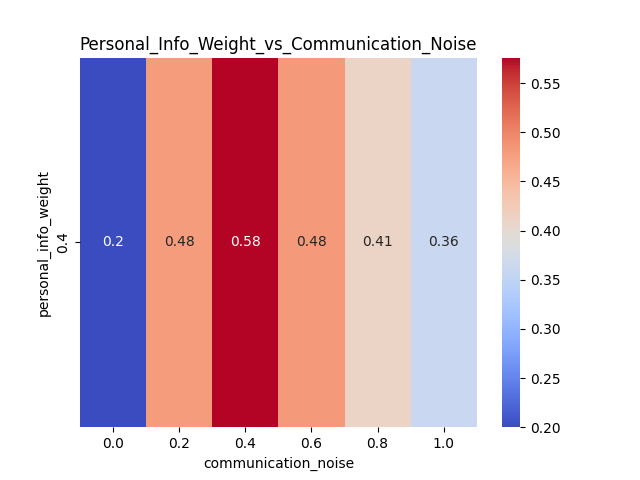 Personal_Info_Weight_vs_Communication_Noise
personal_info_weight
0.4
0.2 0.48 0.58 0.48 0.41 0.36
0.0 0.2 0.4 0.6 0.8 1.0
communication_noise
0.55
0.50
0.45
0.40
0.35
0.30
0.25
0.20